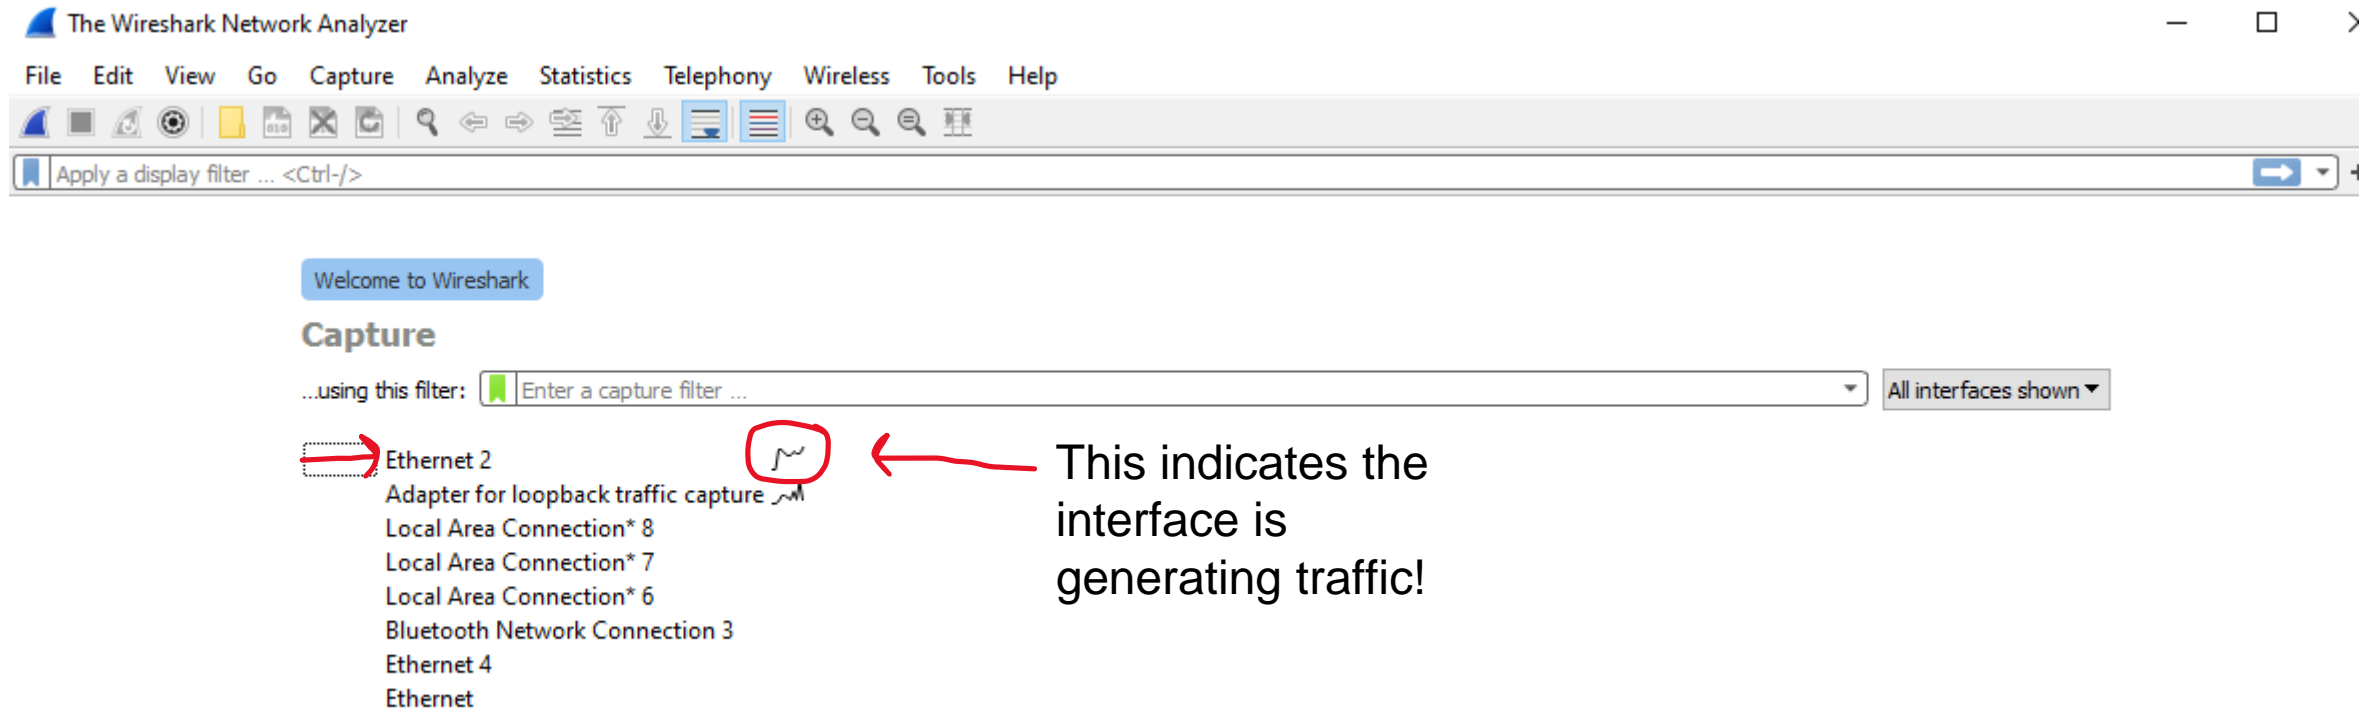 The Wireshark Network Analyzer
File Edit View Go Capture Analyze Statistics Telephony Wireless Tools Help
Apply a display filter ... <Ctrl-/>
Welcome to Wireshark
Capture
...using this filter: Enter a capture filter ... All interfaces shown
Ethernet 2
Adapter for loopback traffic capture
Local Area Connection* 8
Local Area Connection* 7
Local Area Connection* 6
Bluetooth Network Connection 3
Ethernet 4
Ethernet
This indicates the
interface is
generating traffic!